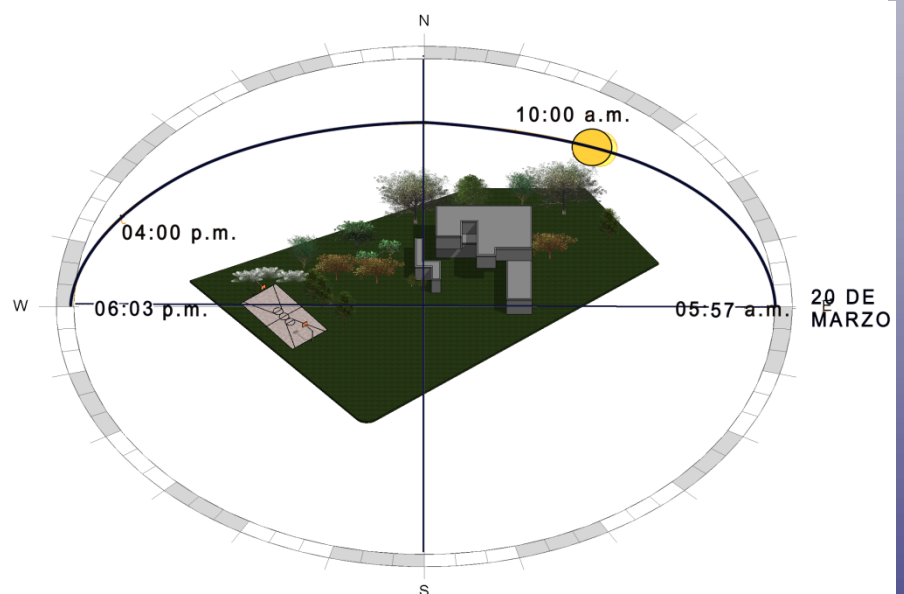 N
10:00 a.m.
04:00 p.m.
W
06:03 p.m.
05:57 a.m.
E
20 DE
MARZO
S